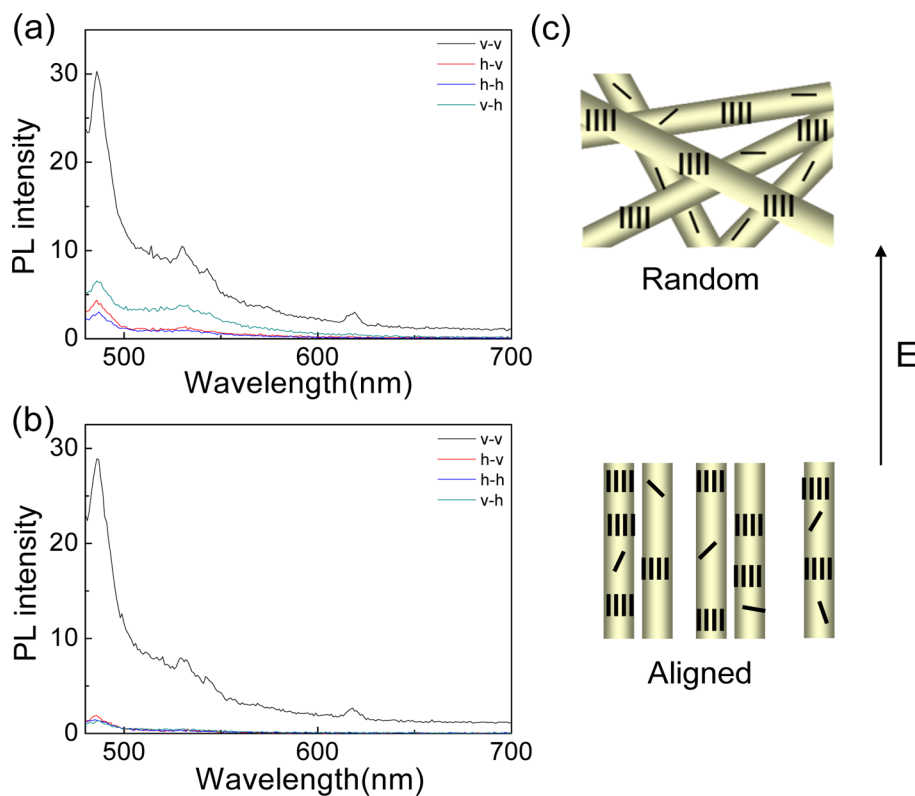 (a)
v-v
h-v
h-h
v-h
30
20
10
0
PL intensity
500
600
700
Wavelength(nm)
(b)
v-v
h-v
h-h
v-h
30
20
10
0
PL intensity
500
600
700
Wavelength(nm)
(c)
Random
E
Aligned